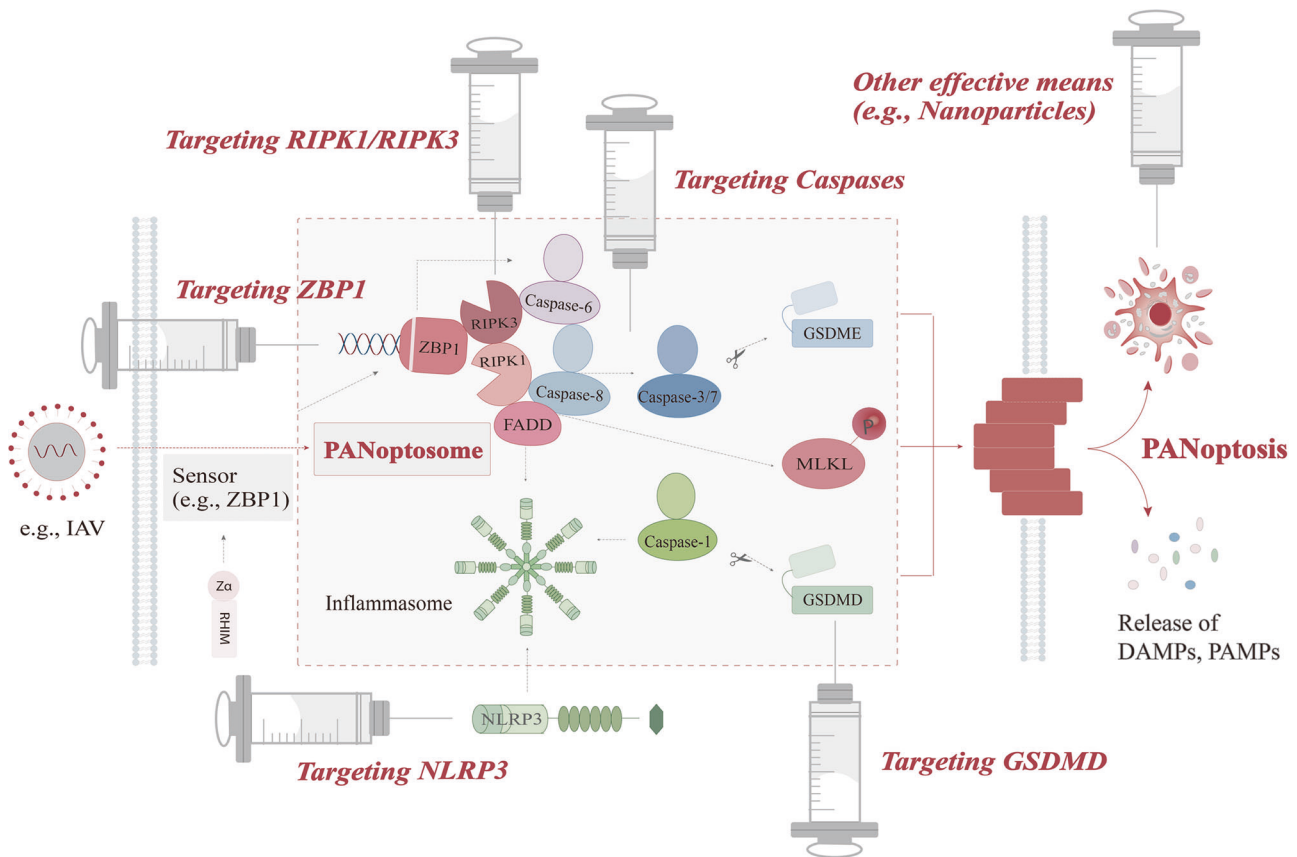 Other effective means
(e.g., Nanoparticles)
Targeting RIPK1/RIPK3
Targeting Caspases
Targeting ZBP1
Caspase-6
RIPK3
ZBP1
GSDME
RIPK1
Caspase-8
Caspase-3/7
FADD
P
PANoptosome
PANoptosis
MLKL
Sensor
(e.g., ZBP1)
e.g., IAV
Caspase-1
Zα
RHIM
Inflammasome
GSDMD
Release of
DAMPs, PAMPs
NLRP3
Targeting NLRP3
Targeting GSDMD